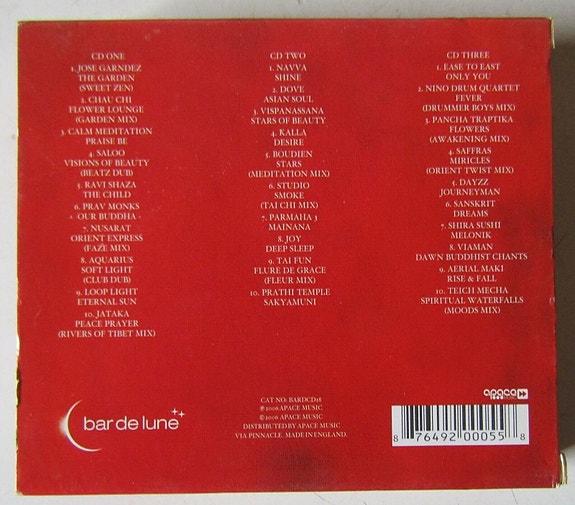 CD ONE
1. JOSE GARNDEZ
THE GARDEN
(SWEET ZEN)
2. CHAU CHI
FLOWER LOUNGE
(GARDEN MIX)
3. CALM MEDITATION
PRAISE BE
4. SALOO
VISIONS OF BEAUTY
(BEATZ DUB)
5. RAVI SHAZA
THE CHILD
6. PRAV MONKS
- OUR BUDDHA -
7. NUSARAT
ORIENT EXPRESS
(FAZE MIX)
8. AQUARIUS
SOFT LIGHT
(CLUB DUB)
9. LOOP LIGHT
ETERNAL SUN
10. JATAKA
PEACE PRAYER
(RIVERS OF TIBET MIX)
CD TWO
1. NAVVA
SHINE
2. DOVE
ASIAN SOUL
3. VISPANASSANA
STARS OF BEAUTY
4. KALLA
DESIRE
5. BOUDIEN
STARS
(MEDITATION MIX)
6. STUDIO
SMOKE
(TAI CHI MIX)
7. PARMAHA 3
MAINANA
8. JOY
DEEP SLEEP
9. TAI FUN
FLURE DE GRACE
(FLEUR MIX)
10. PRATHI TEMPLE
SAKYAMUNI
CD THREE
1. EASE TO EAST
ONLY YOU
2. NINO DRUM QUARTET
FEVER
(DRUMMER BOYS MIX)
3. PANCHA TRAPTIKA
FLOWERS
(AWAKENING MIX)
4. SAFFRAS
MIRICLES
(ORIENT TWIST MIX)
5. DAYZZ
JOURNEYMAN
6. SANSKRIT
DREAMS
7. SHIRA SUSHI
MELONIK
8. VIAMAN
DAWN BUDDHIST CHANTS
9. AERIAL MAKI
RISE & FALL
10. TEICH MECHA
SPIRITUAL WATERFALLS
(MOODS MIX)
bar de lune
CAT NO: BARDCD18
℗ 2006 APACE MUSIC
© 2006 APACE MUSIC
DISTRIBUTED BY APACE MUSIC
VIA PINNACLE. MADE IN ENGLAND.
apace
8 76492 00055 8